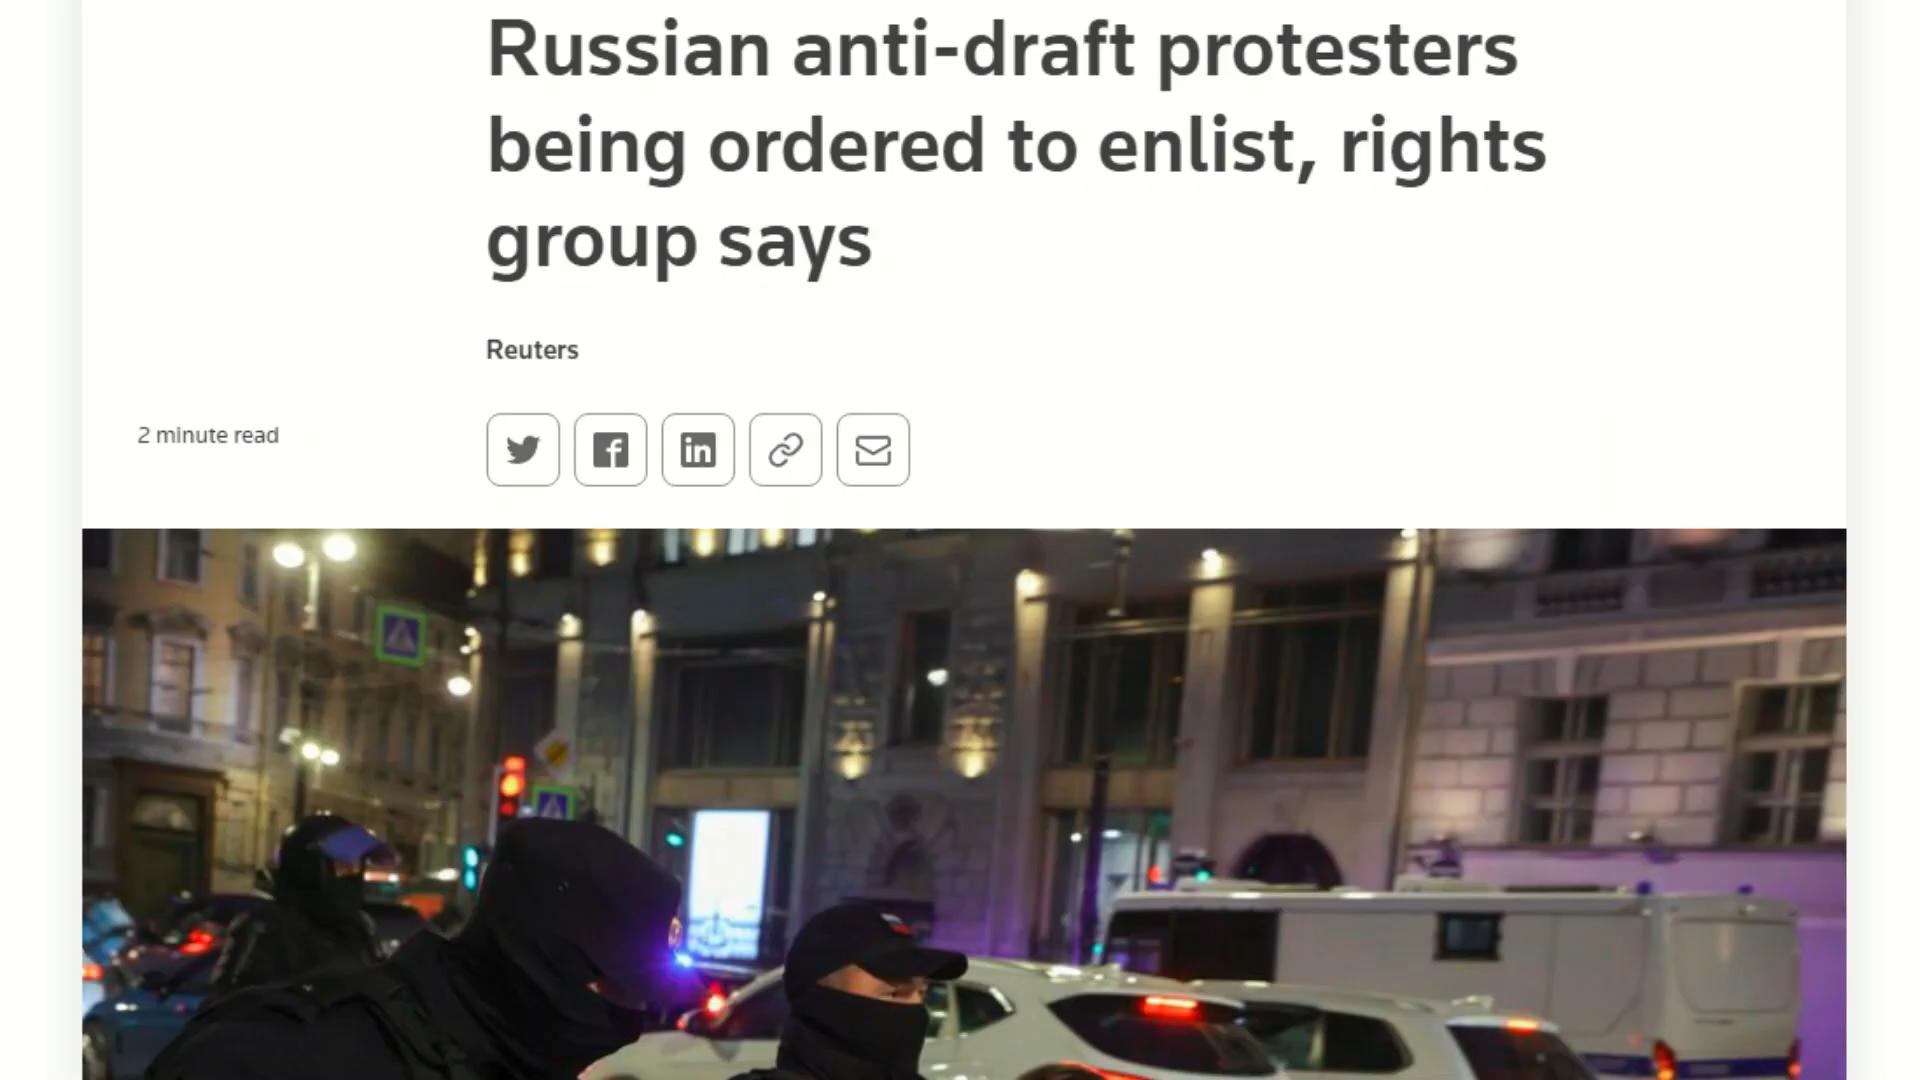 Russian anti-draft protesters
being ordered to enlist, rights
group says
Reuters
2 minute read